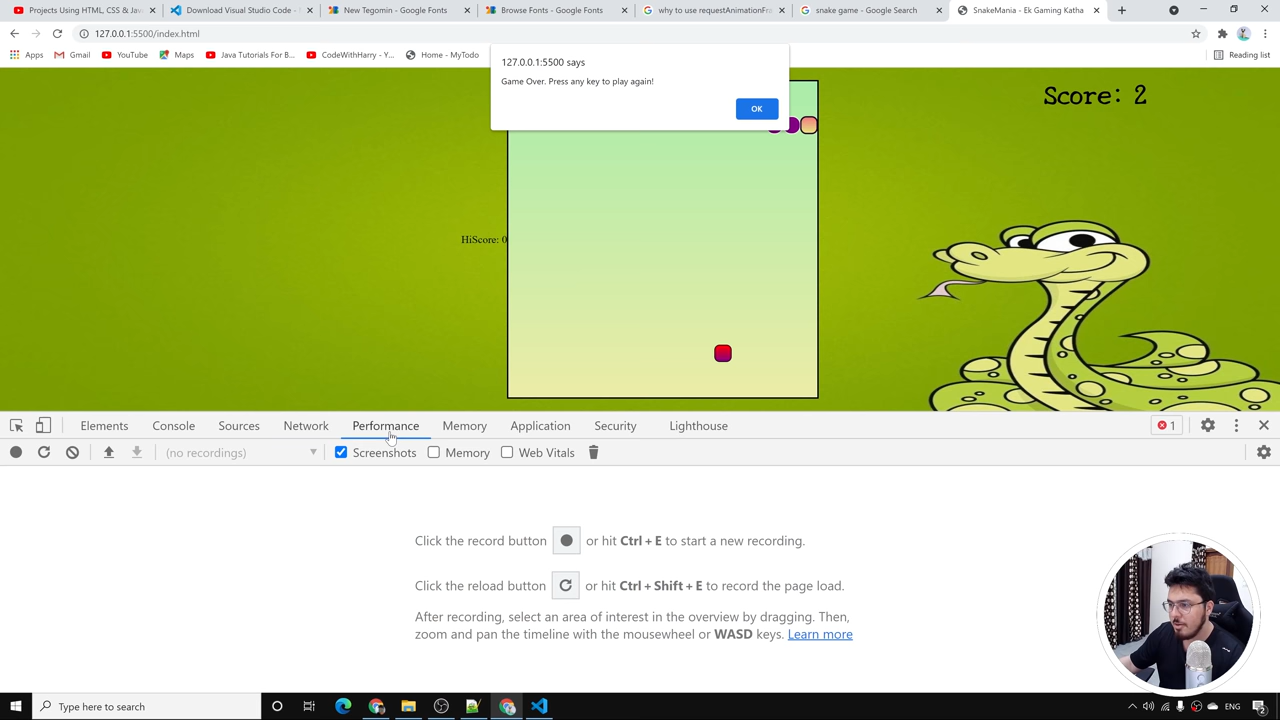 Projects Using HTML, CSS & Ja
Download Visual Studio Code -
New Tegomin - Google Fonts
Browse Fonts - Google Fonts
why to use requestAnimationFra
snake game - Google Search
SnakeMania - Ek Gaming Katha
127.0.0.1:5500/index.html
Apps
Gmail
YouTube
Maps
Java Tutorials For B...
CodeWithHarry - Y...
Home - MyTodo
Reading list
127.0.0.1:5500 says
Game Over. Press any key to play again!
OK
Score: 2
HiScore: 0
Elements
Console
Sources
Network
Performance
Memory
Application
Security
Lighthouse
1
(no recordings)
Screenshots
Memory
Web Vitals
Click the record button or hit Ctrl + E to start a new recording.
Click the reload button or hit Ctrl + Shift + E to record the page load.
After recording, select an area of interest in the overview by dragging. Then,
zoom and pan the timeline with the mousewheel or WASD keys. Learn more
Type here to search
ENG
2